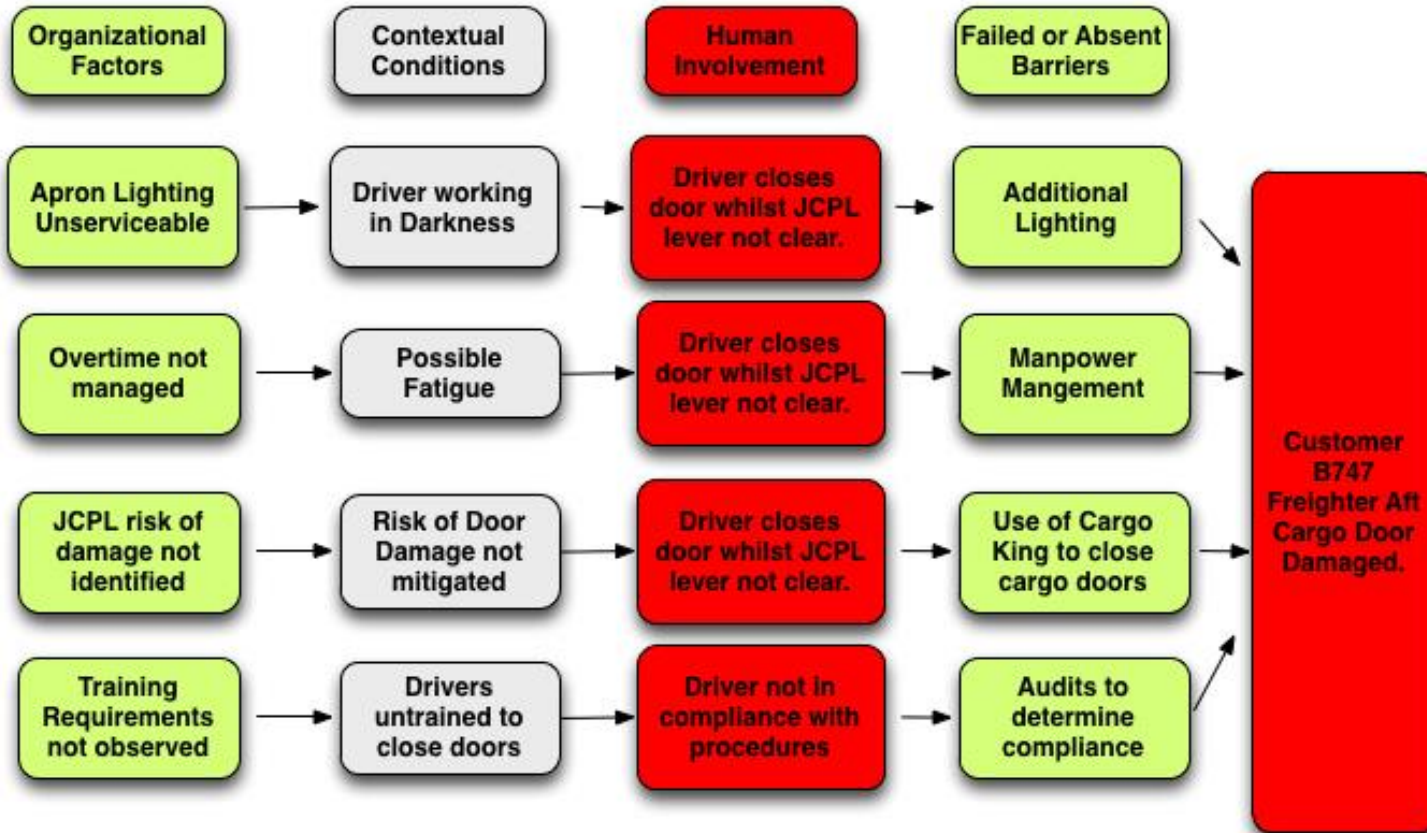 Organizational
Factors
Contextual
Conditions
Human
Involvement
Failed or Absent
Barriers
Apron Lighting
Unserviceable
Driver working
in Darkness
Driver closes
door whilst JCPL
lever not clear.
Additional
Lighting
Overtime not
managed
Possible
Fatigue
Driver closes
door whilst JCPL
lever not clear.
Manpower
Mangement
JCPL risk of
damage not
identified
Risk of Door
Damage not
mitigated
Driver closes
door whilst JCPL
lever not clear.
Use of Cargo
King to close
cargo doors
Training
Requirements
not observed
Drivers
untrained to
close doors
Driver not in
compliance with
procedures
Audits to
determine
compliance
Customer
B747
Freighter Aft
Cargo Door
Damaged.